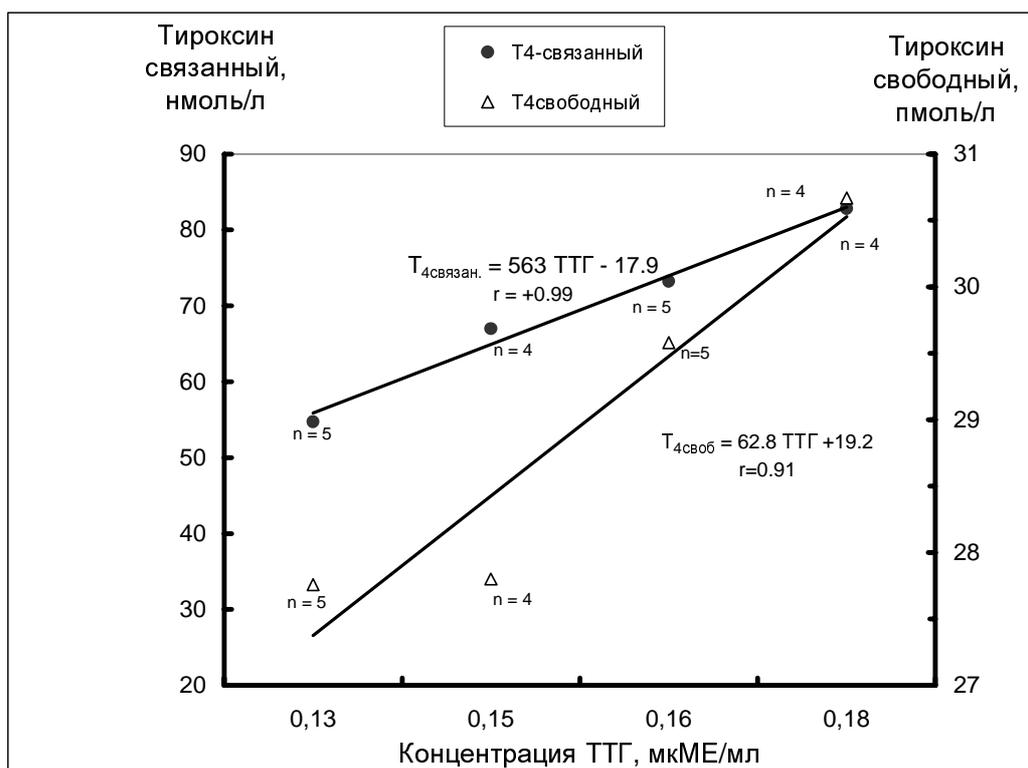 Тироксин
связанный,
нмоль/л
Т4-связанный
Т4свободный
Тироксин
свободный,
пмоль/л
90
80
70
60
50
40
30
20
31
30
29
28
27
n = 4
n = 4
T4связан. = 563 ТТГ - 17.9
r = +0.99
n = 5
n = 4
n=5
n = 5
T4своб = 62.8 ТТГ +19.2
r=0.91
n = 5
n = 4
0,13
0,15
0,16
0,18
Концентрация ТТГ, мкМЕ/мл